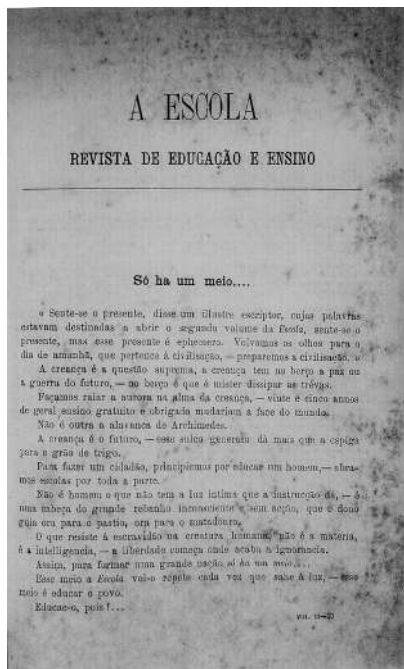 A ESCOLA
REVISTA DE EDUCAÇÃO E ENSINO
Só ha um meio....
« Sente-se o presente, disse um illustre escriptor, cujas palavras
estavam destinadas a abrir o segundo volume da Escola, sente-se o
presente, mas esse presente é ephemero. Volvamos os olhos para o
dia de amanhã, que pertence á civilisação, — preparemos a civilisação. »
A creança é a questão suprema, a creança tem no berço a paz ou
a guerra do futuro, — no berço é que é mister dissipar as trévas.
Façamos raiar a aurora na alma da creança, — vinte e cinco annos
de geral ensino gratuito e obrigado mudariam a face do mundo.
Não é outra a alavanca de Archimedes.
A creança é o futuro, — esse sulco generoso dá mais que a espiga
para o grão de trigo.
Para fazer um cidadão, principiemos por educar um homem, — abra-
mos escolas por toda a parte.
Não é homem o que não tem a luz intima que a instrucção dá, — é
uma cabeça do grande rebanho inconsciente e sem acção, que o dono
guia ora para o pastio, ora para o matadouro.
O que resiste á escravidão na creatura humana, não é a materia,
é a intelligencia, — a liberdade começa onde acaba a ignorancia.
Assim, para formar uma grande nação só ha um meio....
Esse meio a Escola vai-o repete cada vez que sahe á luz, — esse
meio é educar o povo.
Educae-o, pois!...
VOL. II—